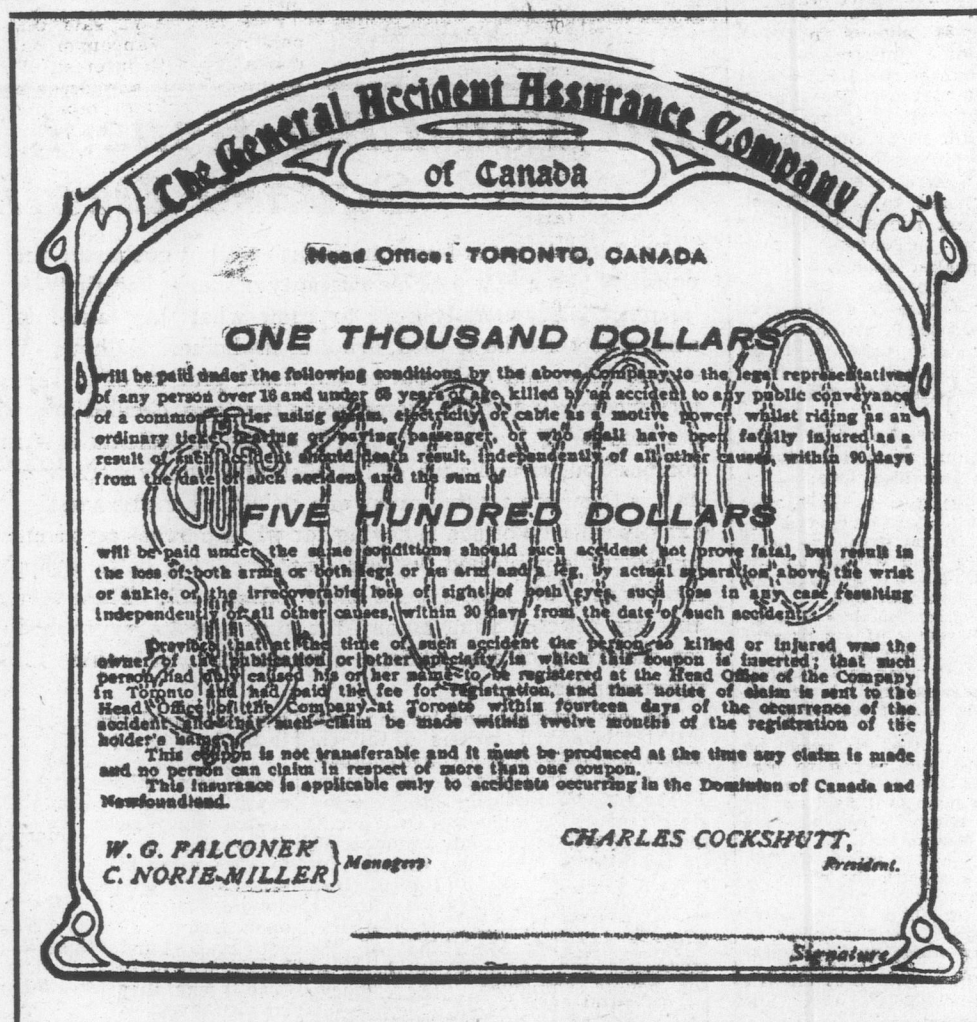 The General Accident Assurance Company
of Canada
Head Office: TORONTO, CANADA
ONE THOUSAND DOLLARS
will be paid under the following conditions by the above Company to the legal representatives
of any person over 16 and under 65 years of age, killed by an accident to any public conveyance
of a common carrier using steam, electricity or cable as a motive power, whilst riding as an
ordinary ticket bearing or paying passenger, or who shall have been fatally injured as a
result of such accident should death result, independently of all other causes, within 90 days
from the date of such accident and the sum of
FIVE HUNDRED DOLLARS
will be paid under the same conditions should such accident not prove fatal, but result in
the loss of both arms or both legs or an arm and a leg, by actual separation above the wrist
or ankle, or the irrecoverable loss of sight of both eyes, such loss in any case resulting
independently of all other causes, within 30 days from the date of such accident.
Provided that at the time of such accident the person so killed or injured was the
owner of the publication or other specialty in which this coupon is inserted; that such
person had duly caused his or her name to be registered at the Head Office of the Company
in Toronto and had paid the fee for registration, and that notice of claim is sent to the
Head Office of the Company at Toronto within fourteen days of the occurrence of the
accident and that such claim be made within twelve months of the registration of the
holder's name.
This coupon is not transferable and it must be produced at the time any claim is made
and no person can claim in respect of more than one coupon.
This insurance is applicable only to accidents occurring in the Dominion of Canada and
Newfoundland.
W. G. FALCONER
C. NORIE-MILLER} Managers
CHARLES COCKSHUTT,
President.
Signature